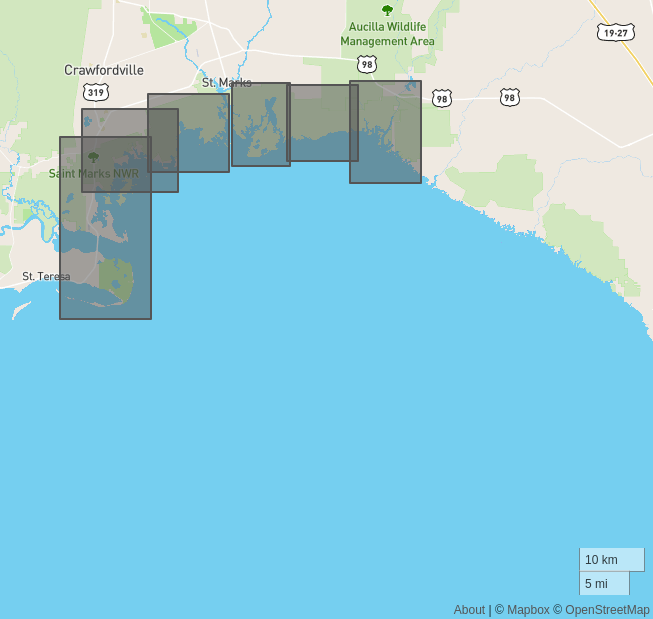 19-27
Aucilla Wildlife
Management Area
98
Crawfordville
St. Marks
319
98
98
Saint Marks NWR
St. Teresa
10 km
5 mi
About | © Mapbox © OpenStreetMap